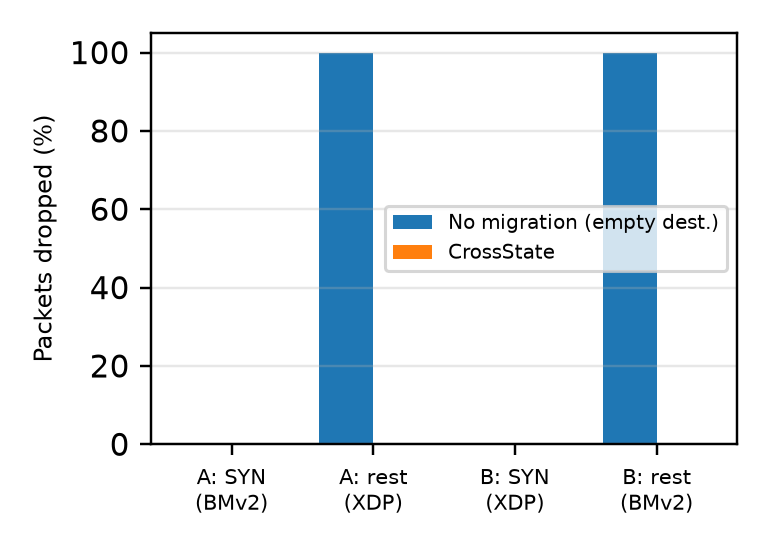 Packets dropped (%)
100
80
60
40
20
0
No migration (empty dest.)
CrossState
A: SYN
(BMv2)
A: rest
(XDP)
B: SYN
(XDP)
B: rest
(BMv2)